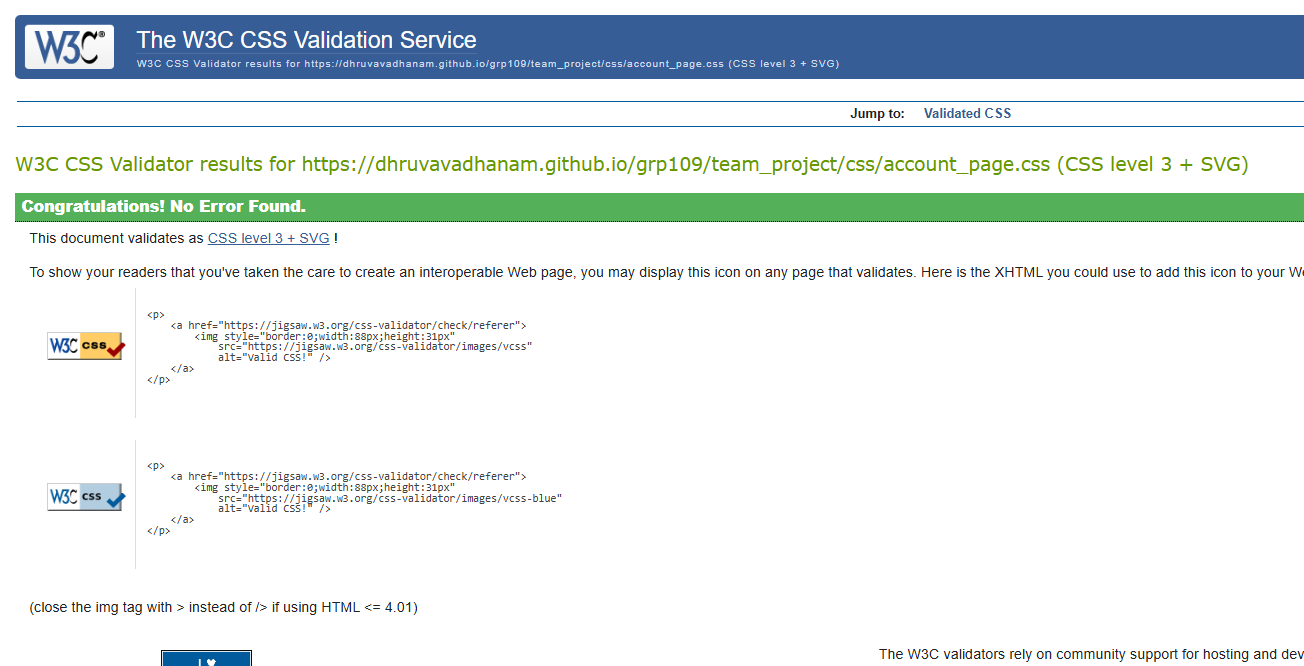 W3C®
The W3C CSS Validation Service
W3C CSS Validator results for https://dhruvavadhanam.github.io/grp109/team_project/css/account_page.css (CSS level 3 + SVG)
Jump to: Validated CSS
W3C CSS Validator results for https://dhruvavadhanam.github.io/grp109/team_project/css/account_page.css (CSS level 3 + SVG)
Congratulations! No Error Found.
This document validates as CSS level 3 + SVG !
To show your readers that you've taken the care to create an interoperable Web page, you may display this icon on any page that validates. Here is the XHTML you could use to add this icon to your
W3C css
<p>
<a href="https://jigsaw.w3.org/css-validator/check/referer">
<img style="border:0;width:88px;height:31px"
src="https://jigsaw.w3.org/css-validator/images/vcss"
alt="Valid CSS!" />
</a>
</p>
W3C css
<p>
<a href="https://jigsaw.w3.org/css-validator/check/referer">
<img style="border:0;width:88px;height:31px"
src="https://jigsaw.w3.org/css-validator/images/vcss-blue"
alt="Valid CSS!" />
</a>
</p>
(close the img tag with > instead of /> if using HTML <= 4.01)
I ♥
The W3C validators rely on community support for hosting and